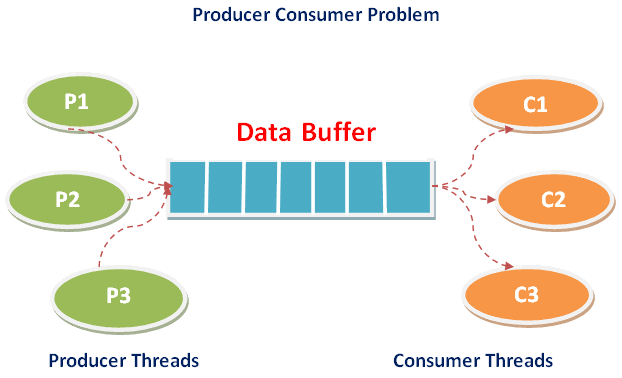 Producer Consumer Problem
P1
C1
Data Buffer
P2
C2
P3
C3
Producer Threads
Consumer Threads